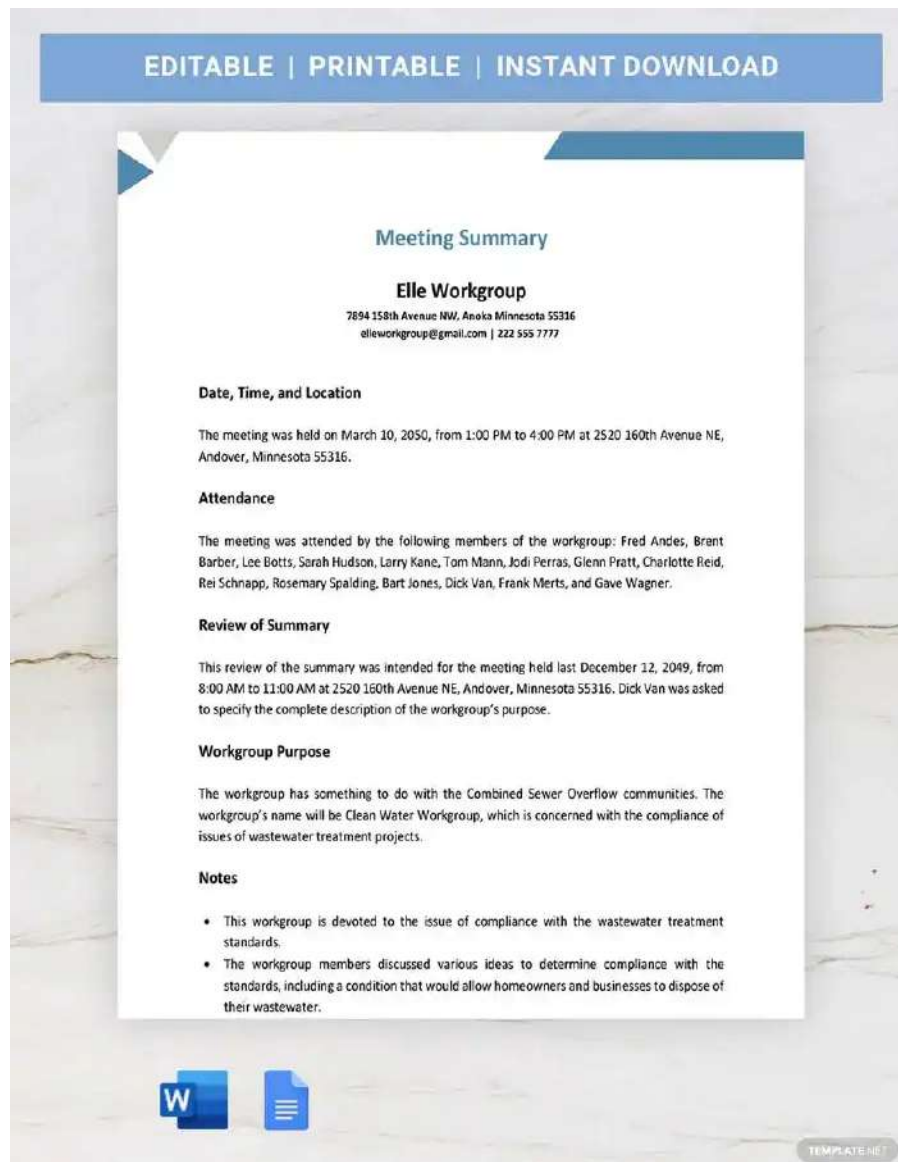 EDITABLE | PRINTABLE | INSTANT DOWNLOAD
Meeting Summary
Elle Workgroup
7894 158th Avenue NW, Anoka Minnesota 55316
elleworkgroup@gmail.com | 222 555 7777
Date, Time, and Location
The meeting was held on March 10, 2050, from 1:00 PM to 4:00 PM at 2520 160th Avenue NE,
Andover, Minnesota 55316.
Attendance
The meeting was attended by the following members of the workgroup: Fred Andes, Brent
Barber, Lee Botts, Sarah Hudson, Larry Kane, Tom Mann, Jodi Perras, Glenn Pratt, Charlotte Reid,
Rei Schnapp, Rosemary Spalding, Bart Jones, Dick Van, Frank Merts, and Gave Wagner.
Review of Summary
This review of the summary was intended for the meeting held last December 12, 2049, from
8:00 AM to 11:00 AM at 2520 160th Avenue NE, Andover, Minnesota 55316. Dick Van was asked
to specify the complete description of the workgroup's purpose.
Workgroup Purpose
The workgroup has something to do with the Combined Sewer Overflow communities. The
workgroup's name will be Clean Water Workgroup, which is concerned with the compliance of
issues of wastewater treatment projects.
Notes
• This workgroup is devoted to the issue of compliance with the wastewater treatment
standards.
• The workgroup members discussed various ideas to determine compliance with the
standards, including a condition that would allow homeowners and businesses to dispose of
their wastewater.
W
TEMPLATE.NET